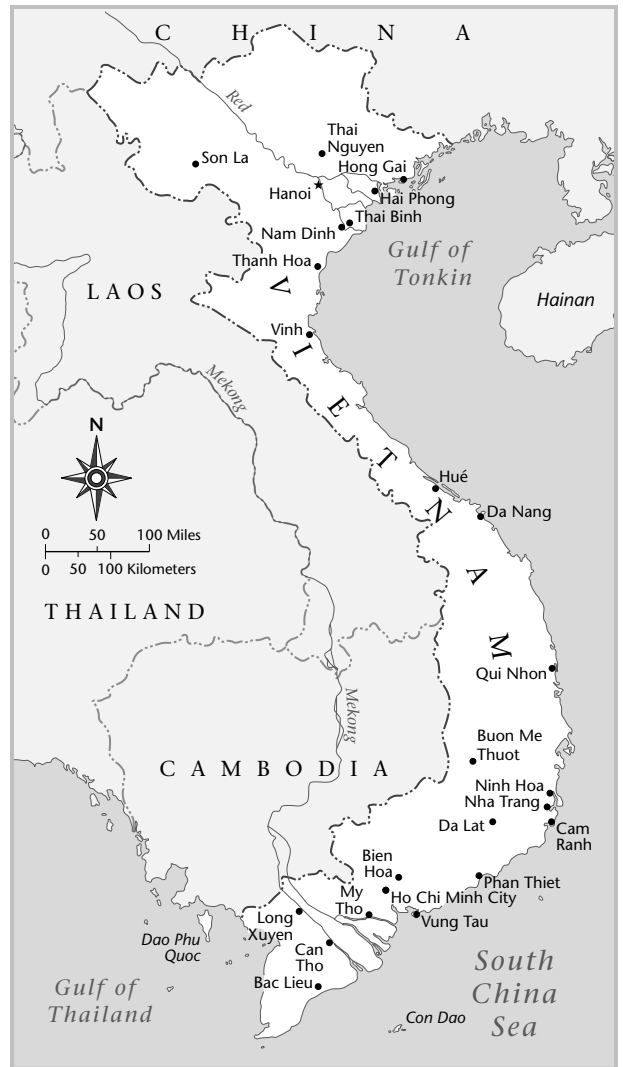 C H I N A
Red
Thai
Nguyen
Son La
Hong Gai
Hanoi
Hai Phong
Thai Binh
Nam Dinh
Gulf of
Tonkin
Thanh Hoa
LAOS
Hainan
Vinh
VIETNAM
Mekong
N
Hué
Da Nang
0 50 100 Miles
0 50 100 Kilometers
THAILAND
Qui Nhon
Mekong
Buon Me
Thuot
CAMBODIA
Ninh Hoa
Nha Trang
Da Lat
Cam
Ranh
Bien
Hoa
Phan Thiet
My
Tho
Ho Chi Minh City
Long
Xuyen
Vung Tau
Dao Phu
Quoc
Can
Tho
South
China
Sea
Gulf of
Thailand
Bac Lieu
Con Dao